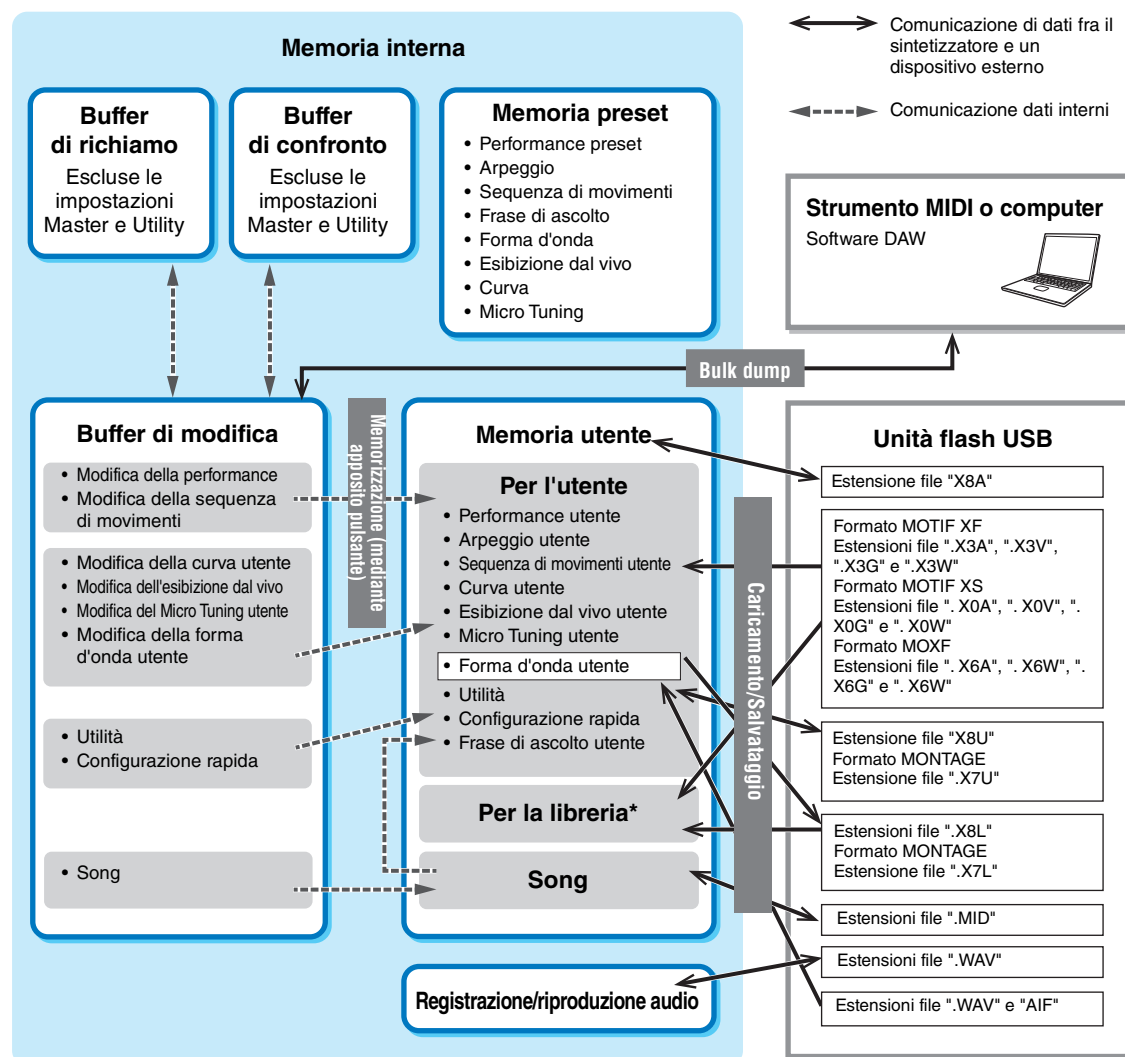 Memoria interna
Comunicazione di dati fra il
sintetizzatore e un
dispositivo esterno
Comunicazione dati interni
Buffer
di richiamo
Escluse le
impostazioni
Master e Utility
Buffer
di confronto
Escluse le
impostazioni
Master e Utility
Memoria preset
• Performance preset
• Arpeggio
• Sequenza di movimenti
• Frase di ascolto
• Forma d'onda
• Esibizione dal vivo
• Curva
• Micro Tuning
Strumento MIDI o computer
Software DAW
Bulk dump
Buffer di modifica
• Modifica della performance
• Modifica della sequenza
di movimenti
• Modifica della curva utente
• Modifica dell'esibizione dal vivo
• Modifica del Micro Tuning utente
• Modifica della forma
d'onda utente
• Utilità
• Configurazione rapida
• Song
Memorizzazione (mediante
apposito pulsante)
Memoria utente
Per l'utente
• Performance utente
• Arpeggio utente
• Sequenza di movimenti utente
• Curva utente
• Esibizione dal vivo utente
• Micro Tuning utente
• Forma d'onda utente
• Utilità
• Configurazione rapida
• Frase di ascolto utente
Per la libreria*
Song
Registrazione/riproduzione audio
Caricamento/Salvataggio
Unità flash USB
Estensione file "X8A"
Formato MOTIF XF
Estensioni file ".X3A", ".X3V",
".X3G" e ".X3W"
Formato MOTIF XS
Estensioni file ". X0A", ". X0V", ".
X0G" e ". X0W"
Formato MOXF
Estensioni file ". X6A", ". X6W", ".
X6G" e ". X6W"
Estensione file "X8U"
Formato MONTAGE
Estensione file ".X7U"
Estensioni file ".X8L"
Formato MONTAGE
Estensione file ".X7L"
Estensioni file ".MID"
Estensioni file ".WAV"
Estensioni file ".WAV" e "AIF"